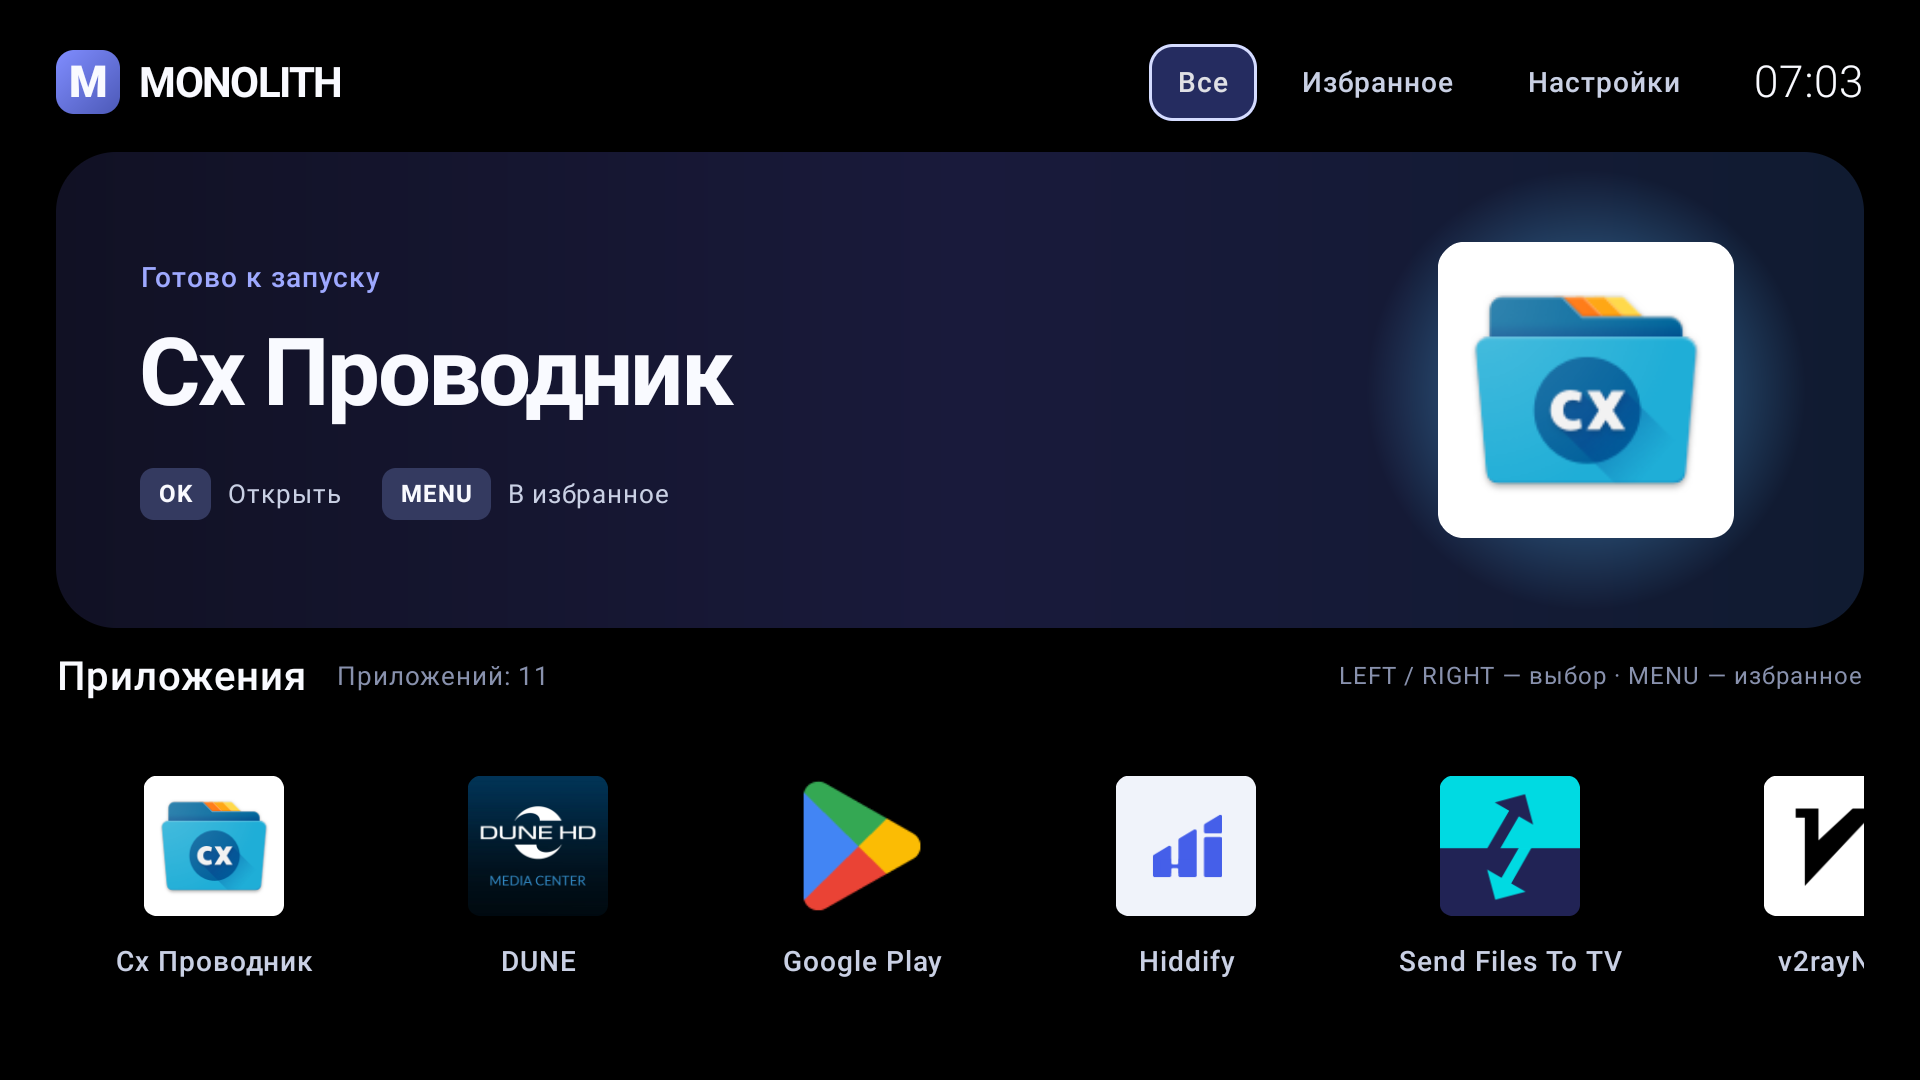 M MONOLITH
Все Избранное Настройки 07:03
Готово к запуску
Cx Проводник
OK Открыть MENU В избранное
CX
Приложения Приложений: 11
LEFT / RIGHT — выбор · MENU — избранное
CX
DUNE HD
MEDIA CENTER
Cx Проводник
DUNE
Google Play
Hiddify
Send Files To TV
v2rayN